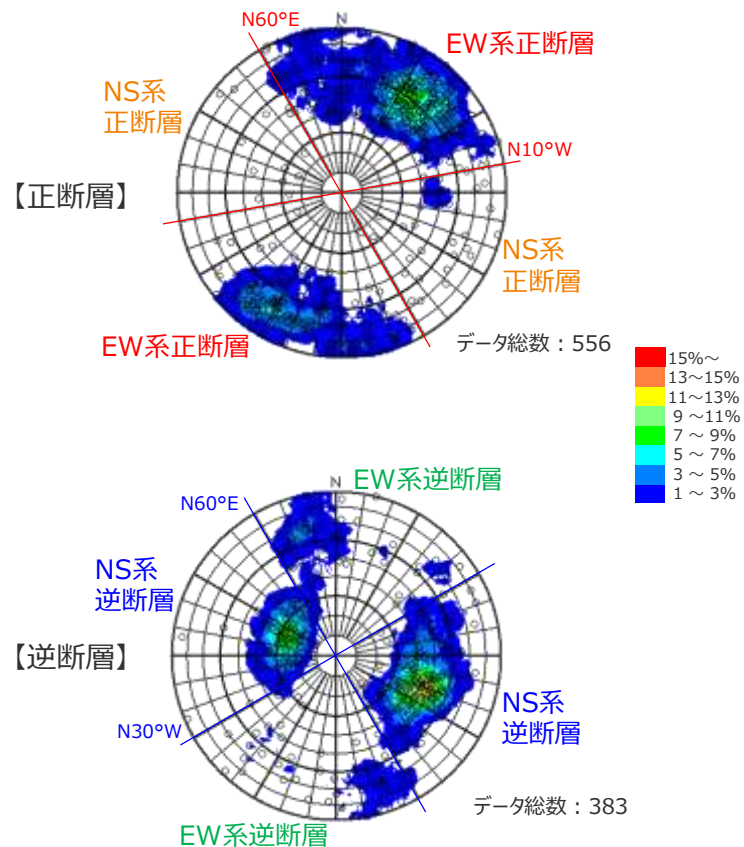 N60°E
N
EW系正断層
NS系
正断層
N10°W
【正断層】
NS系
正断層
EW系正断層
データ総数：556
15%～
13～15%
11～13%
9 ～11%
7 ～ 9%
5 ～ 7%
3 ～ 5%
1 ～ 3%
N
EW系逆断層
N60°E
NS系
逆断層
【逆断層】
NS系
逆断層
N30°W
データ総数：383
EW系逆断層